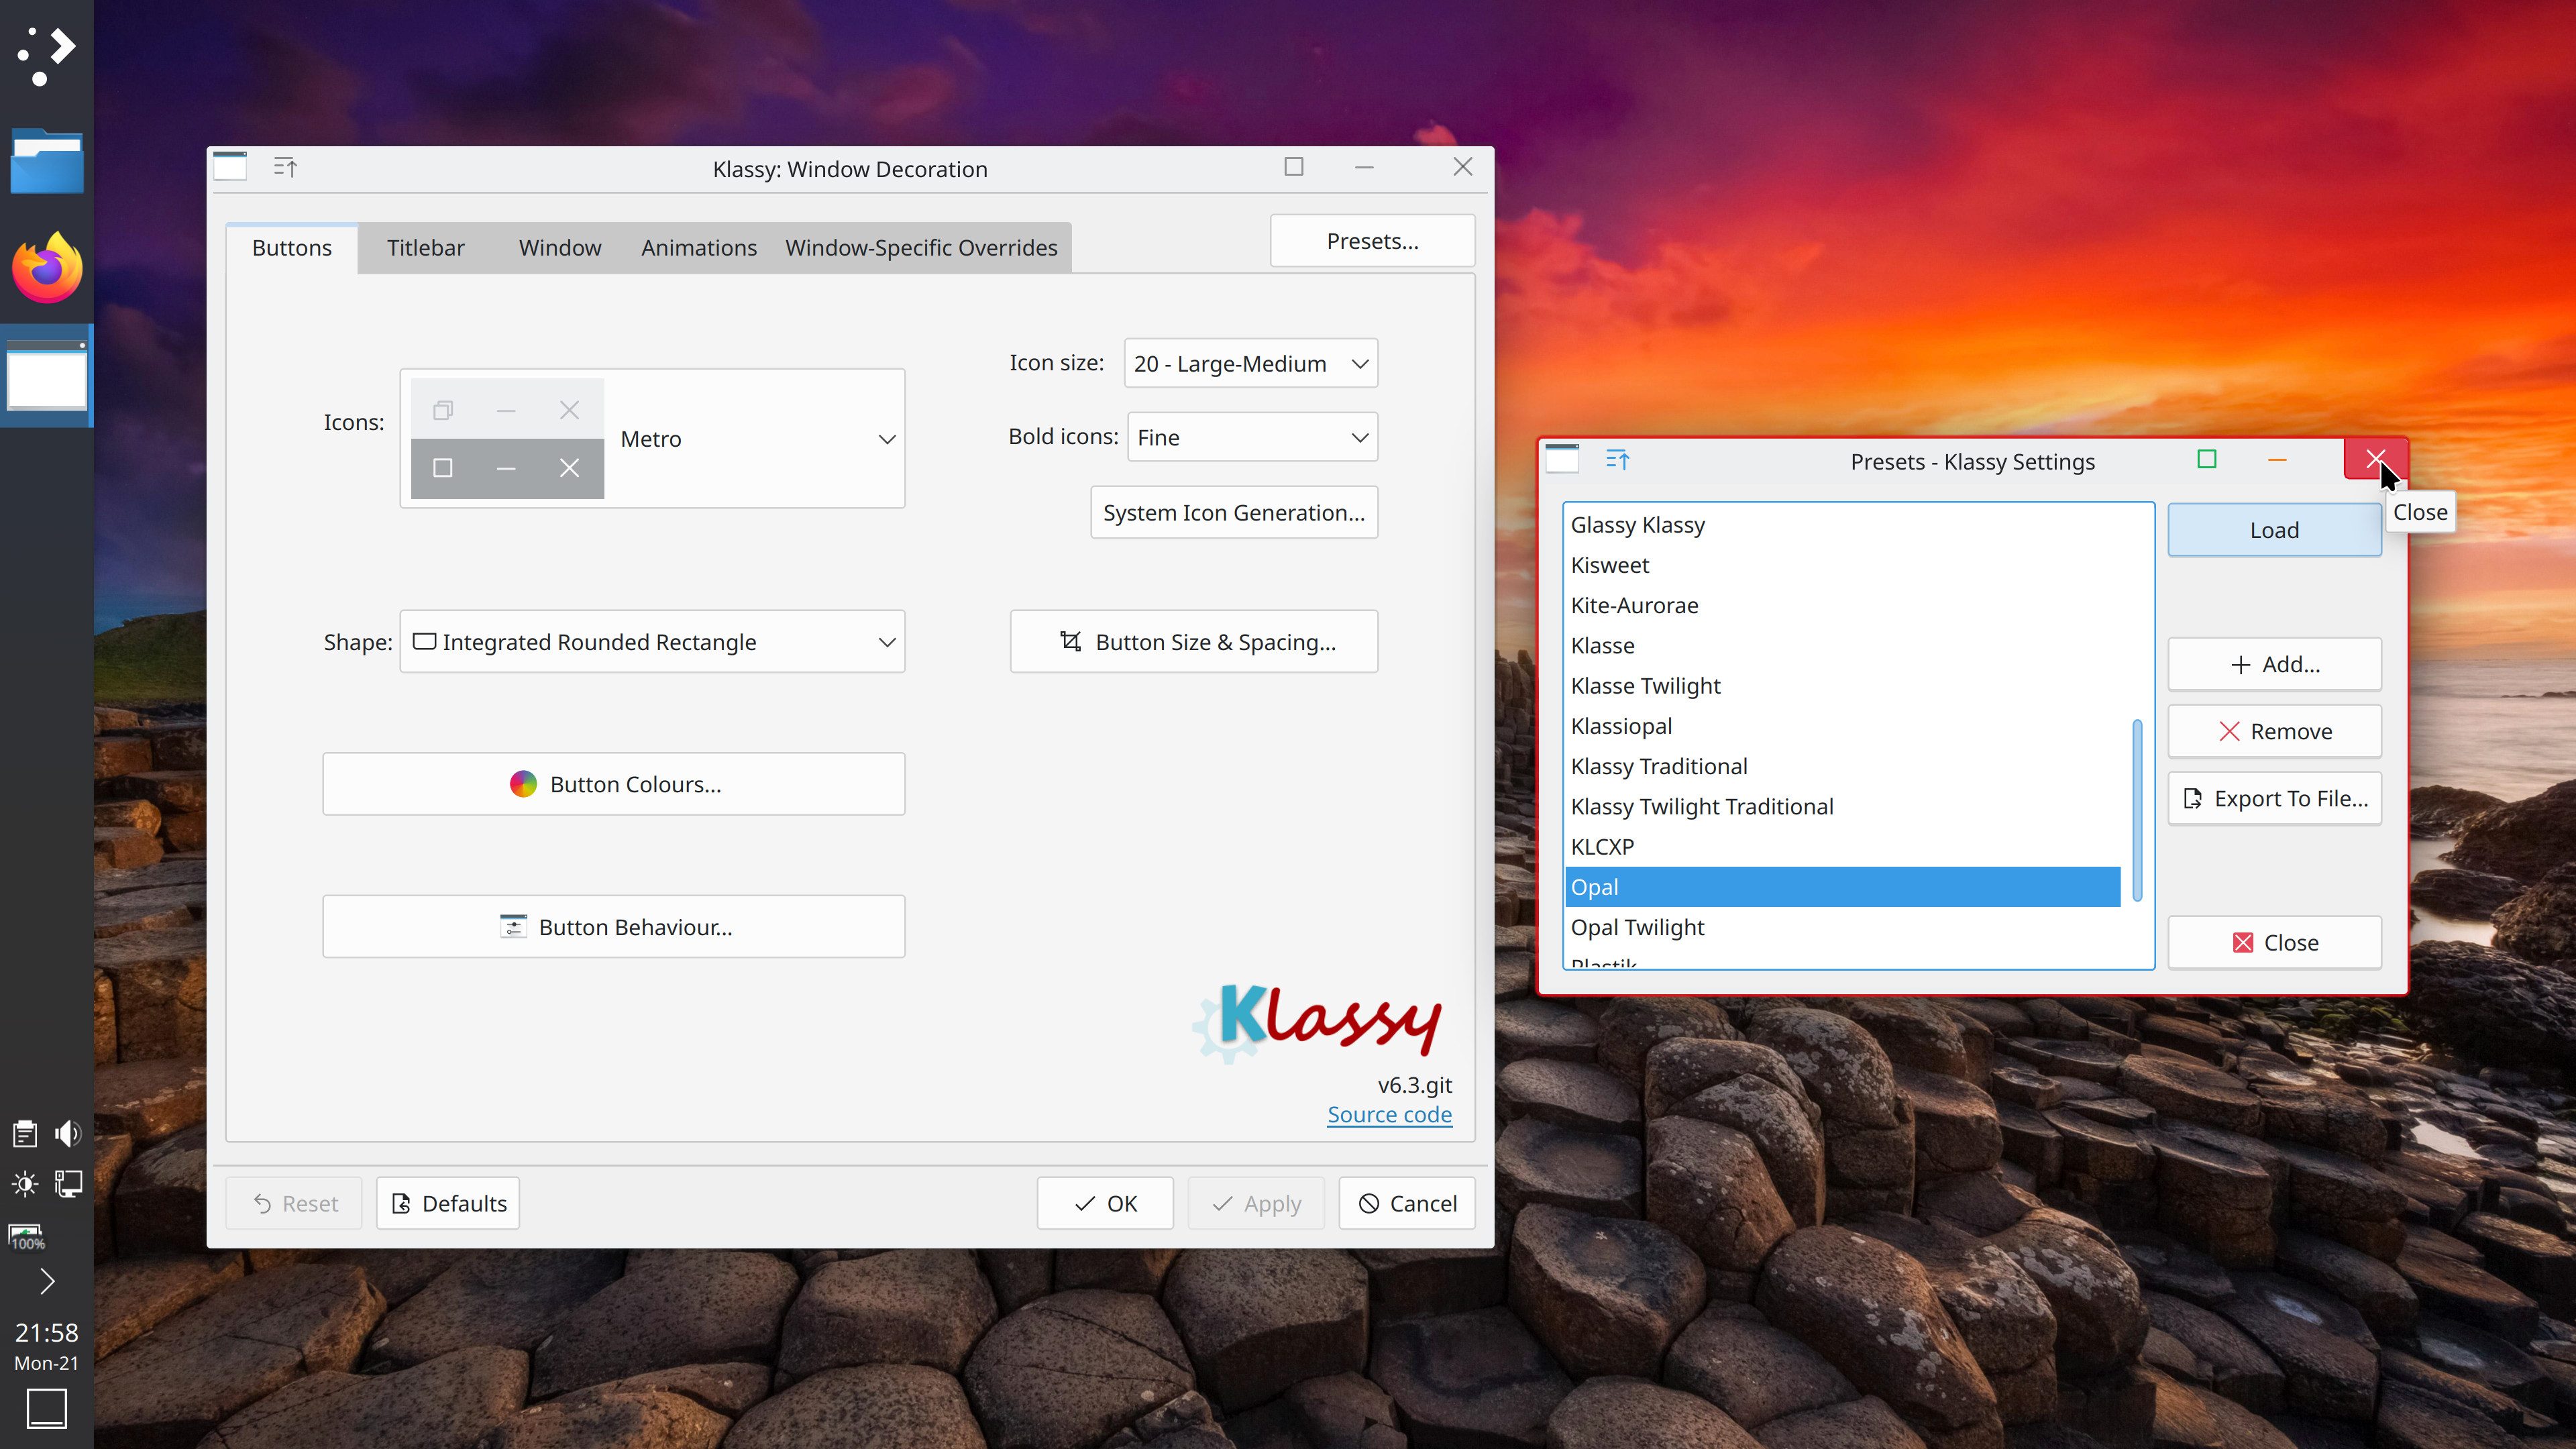 Klassy: Window Decoration
Buttons
Titlebar
Window
Animations
Window-Specific Overrides
Presets...
Icons:
Metro
Icon size:
20 - Large-Medium
Bold icons:
Fine
System Icon Generation...
Shape:
Integrated Rounded Rectangle
Button Size & Spacing...
Button Colours...
Button Behaviour...
Klassy
v6.3.git
Source code
Reset
Defaults
OK
Apply
Cancel
Presets - Klassy Settings
Close
Glassy Klassy
Kisweet
Kite-Aurorae
Klasse
Klasse Twilight
Klassiopal
Klassy Traditional
Klassy Twilight Traditional
KLCXP
Opal
Opal Twilight
Plastik
Load
Add...
Remove
Export To File...
Close
100%
21:58
Mon-21